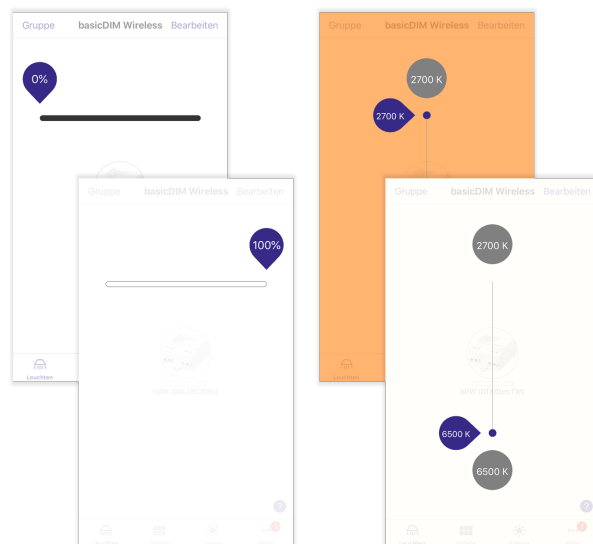 Gruppe basicDIM Wireless Bearbeiten
0%
Leuchten
Gruppe basicDIM Wireless Bearbeiten
100%
Gruppe basicDIM Wireless Bearbeiten
2700 K
2700 K
Leuchten
Gruppe basicDIM Wireless Bearbeiten
2700 K
6500 K
6500 K
?
?